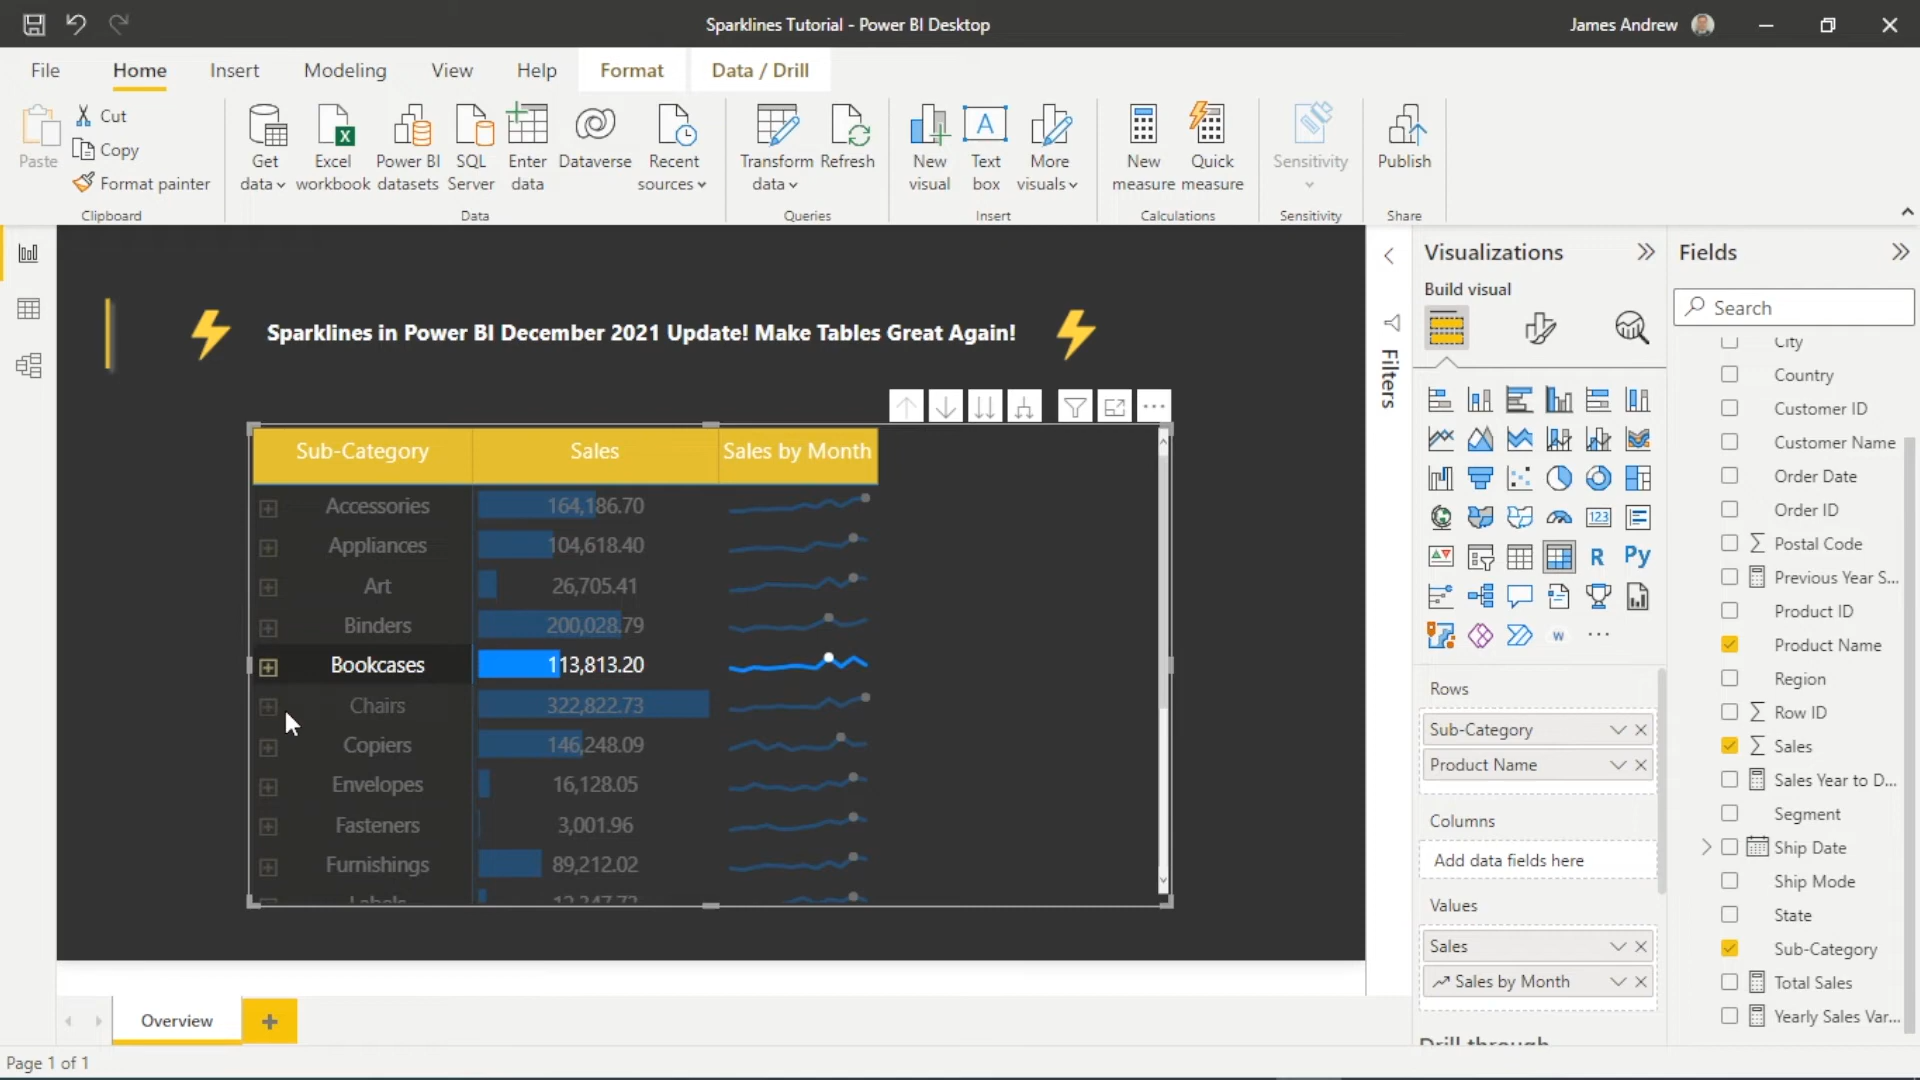 Sparklines Tutorial - Power BI Desktop
James Andrew
File Home Insert Modeling View Help Format Data / Drill
Paste
Cut
Copy
Format painter
Clipboard
Get data
Excel workbook
Power BI datasets
SQL Server
Enter data
Dataverse
Recent sources
Data
Transform data
Refresh
Queries
New visual
Text box
More visuals
Insert
New measure
Quick measure
Calculations
Sensitivity
Sensitivity
Publish
Share
Sparklines in Power BI December 2021 Update! Make Tables Great Again!
Sub-Category Sales Sales by Month
Accessories 164,186.70
Appliances 104,618.40
Art 26,705.41
Binders 200,028.79
Bookcases 113,813.20
Chairs 322,822.73
Copiers 146,248.09
Envelopes 16,128.05
Fasteners 3,001.96
Furnishings 89,212.02
Labels 12,347.73
Filters
Visualizations
Build visual
123
R
Py
W
Rows
Sub-Category
Product Name
Columns
Add data fields here
Values
Sales
Sales by Month
Drill through
Fields
Search
City
Country
Customer ID
Customer Name
Order Date
Order ID
Postal Code
Previous Year S...
Product ID
Product Name
Region
Row ID
Sales
Sales Year to D...
Segment
Ship Date
Ship Mode
State
Sub-Category
Total Sales
Yearly Sales Var...
Overview
Page 1 of 1